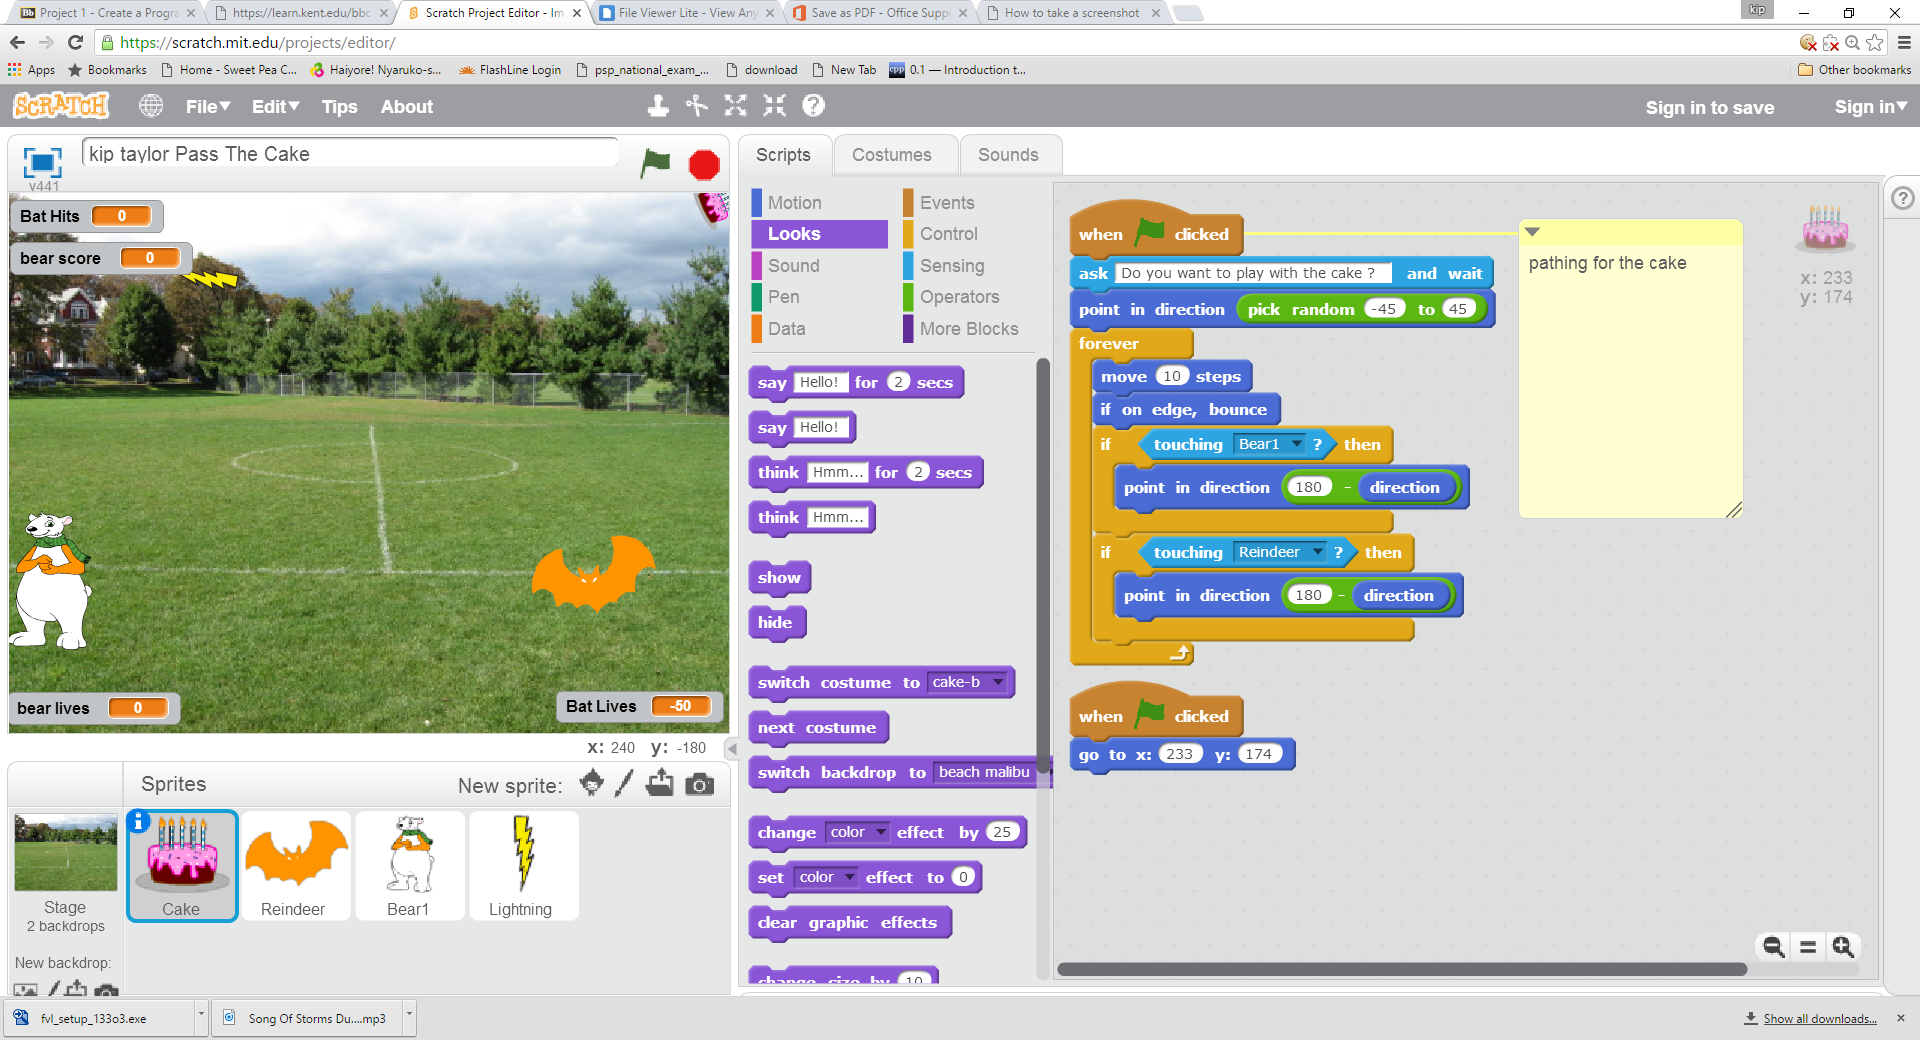 Project 1 - Create a Progra
https://learn.kent.edu/bbc
Scratch Project Editor - Im
File Viewer Lite - View Any
Save as PDF - Office Supp
How to take a screenshot
kip
https://scratch.mit.edu/projects/editor/
Apps
Bookmarks
Home - Sweet Pea C...
Haiyore! Nyaruko-s...
FlashLine Login
psp_national_exam_...
download
New Tab
cpp
0.1 — Introduction t...
Other bookmarks
SCRATCH
File
Edit
Tips
About
Sign in to save
Sign in
v441
kip taylor Pass The Cake
Bat Hits 0
bear score 0
bear lives 0
Bat Lives -50
x: 240 y: -180
Sprites
New sprite:
Stage
2 backdrops
New backdrop:
Cake
Reindeer
Bear1
Lightning
Scripts
Costumes
Sounds
Motion
Events
Looks
Control
Sound
Sensing
Pen
Operators
Data
More Blocks
say Hello! for 2 secs
say Hello!
think Hmm... for 2 secs
think Hmm...
show
hide
switch costume to cake-b
next costume
switch backdrop to beach malibu
change color effect by 25
set color effect to 0
clear graphic effects
change size by 10
when clicked
ask Do you want to play with the cake ? and wait
point in direction pick random -45 to 45
forever
move 10 steps
if on edge, bounce
if touching Bear1 ? then
point in direction 180 - direction
if touching Reindeer ? then
point in direction 180 - direction
when clicked
go to x: 233 y: 174
pathing for the cake
x: 233
y: 174
fvl_setup_133o3.exe
Song Of Storms Du....mp3
Show all downloads...